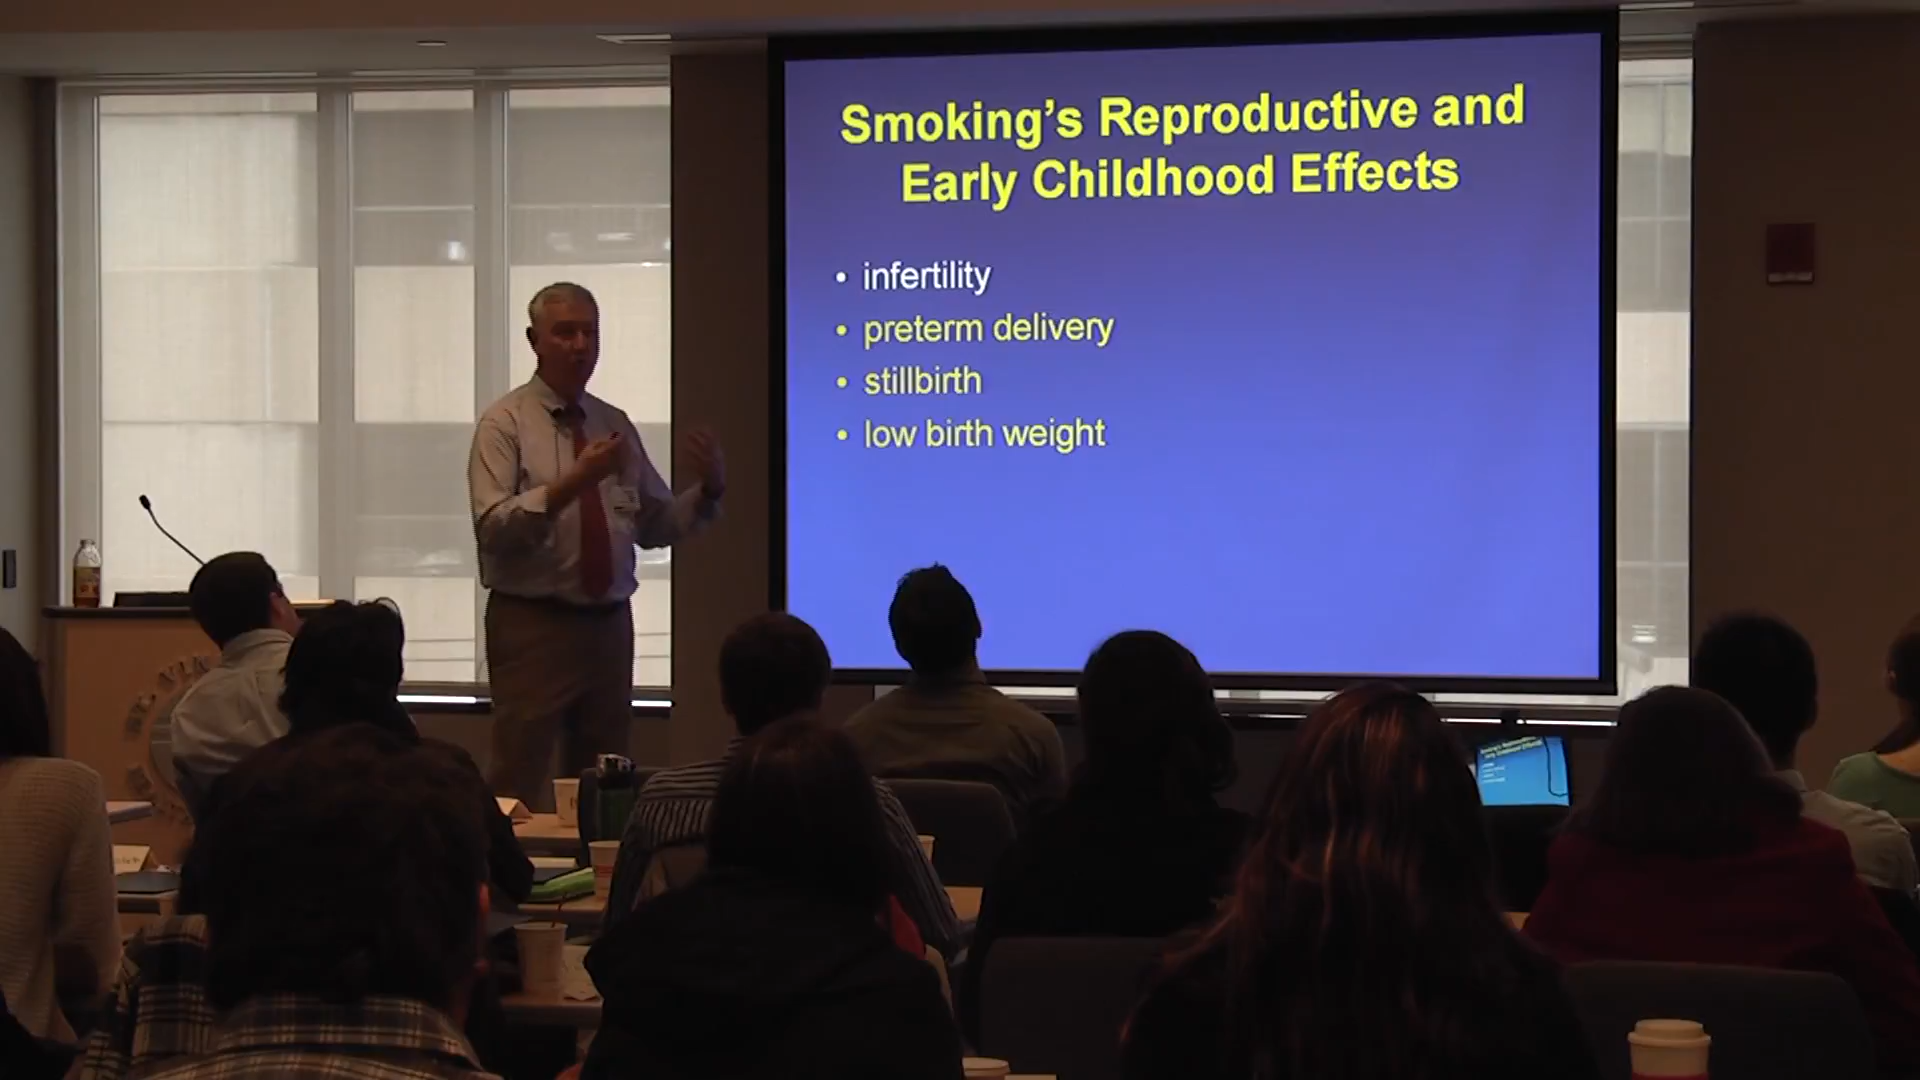 Smoking's Reproductive and
Early Childhood Effects
• infertility
• preterm delivery
• stillbirth
• low birth weight